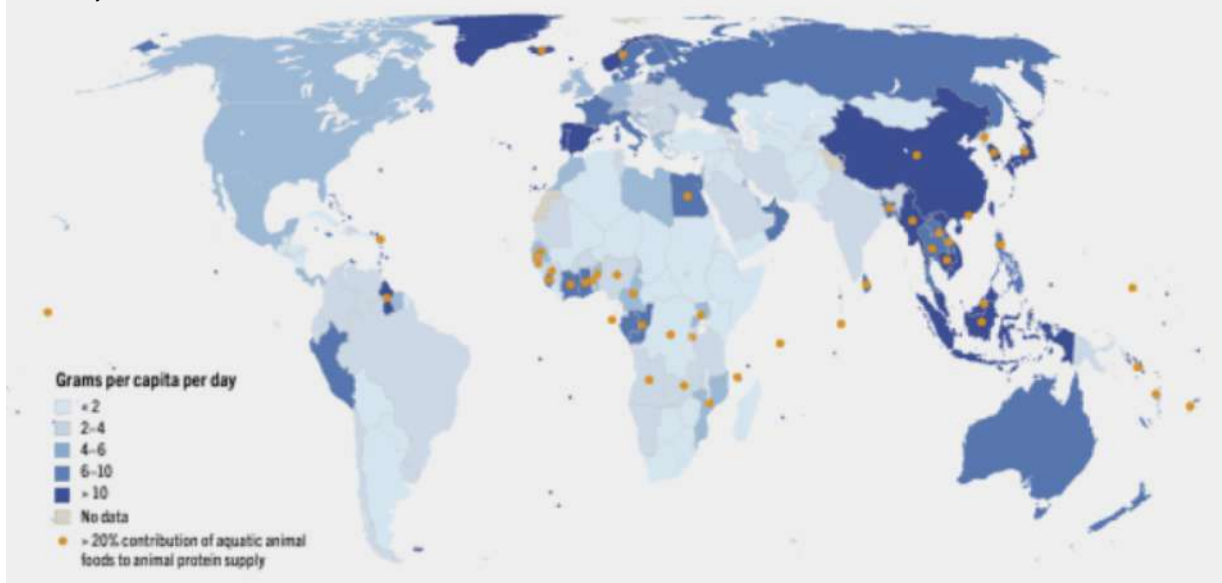 Grams per capita per day
< 2
2–4
4–6
6–10
> 10
No data
> 20% contribution of aquatic animal
foods to animal protein supply